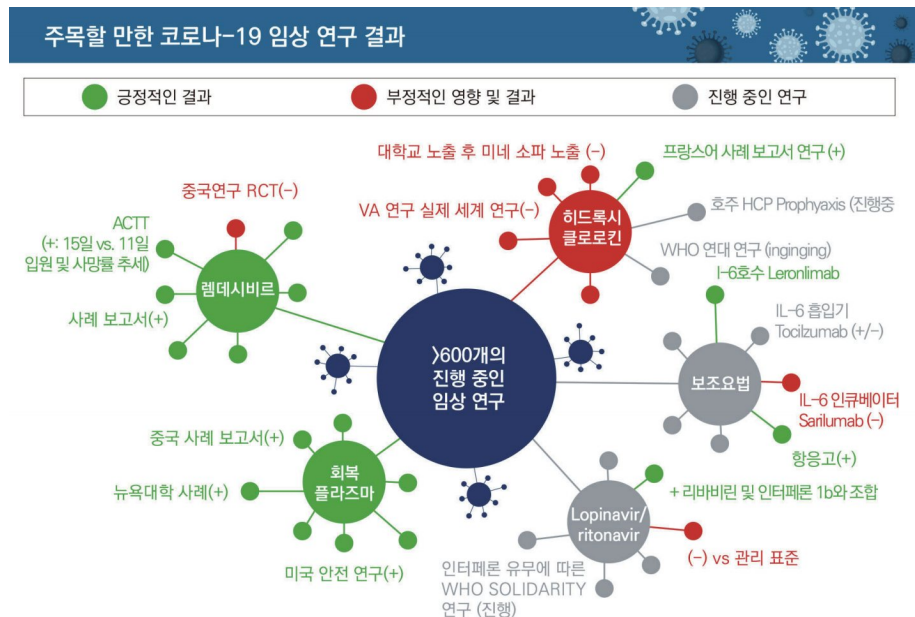 주목할 만한 코로나-19 임상 연구 결과
긍정적인 결과
부정적인 영향 및 결과
진행 중인 연구
대학교 노출 후 미네 소파 노출 (-)
프랑스어 사례 보고서 연구 (+)
중국연구 RCT(-)
VA 연구 실제 세계 연구(-)
히드록시
클로로킨
호주 HCP Prophyaxis (진행중
ACTT
(+: 15일 vs. 11일
입원 및 사망률 추세)
WHO 연대 연구 (inginging)
I-6호수 Leronlimab
렘데시비르
사례 보고서(+)
IL-6 흡입기
Tocilzumab (+/-)
>600개의
진행 중인
임상 연구
보조요법
IL-6 인큐베이터
Sarilumab (-)
중국 사례 보고서(+)
항응고(+)
회복
플라즈마
뉴욕대학 사례(+)
+ 리바비린 및 인터페론 1b와 조합
Lopinavir/
ritonavir
(-) vs 관리 표준
미국 안전 연구(+)
인터페론 유무에 따른
WHO SOLIDARITY
연구 (진행)